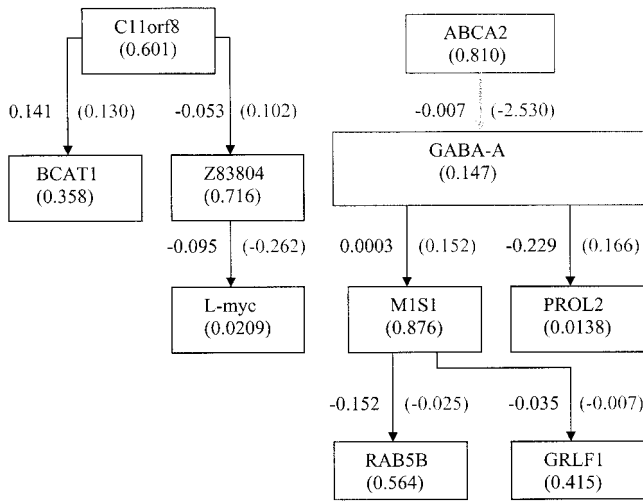 C11orf8
(0.601)
ABCA2
(0.810)
0.141 (0.130)
-0.053 (0.102)
-0.007 (-2.530)
BCAT1
(0.358)
Z83804
(0.716)
GABA-A
(0.147)
-0.095 (-0.262)
0.0003 (0.152)
-0.229 (0.166)
L-myc
(0.0209)
M1S1
(0.876)
PROL2
(0.0138)
-0.152 (-0.025)
-0.035 (-0.007)
RAB5B
(0.564)
GRLF1
(0.415)